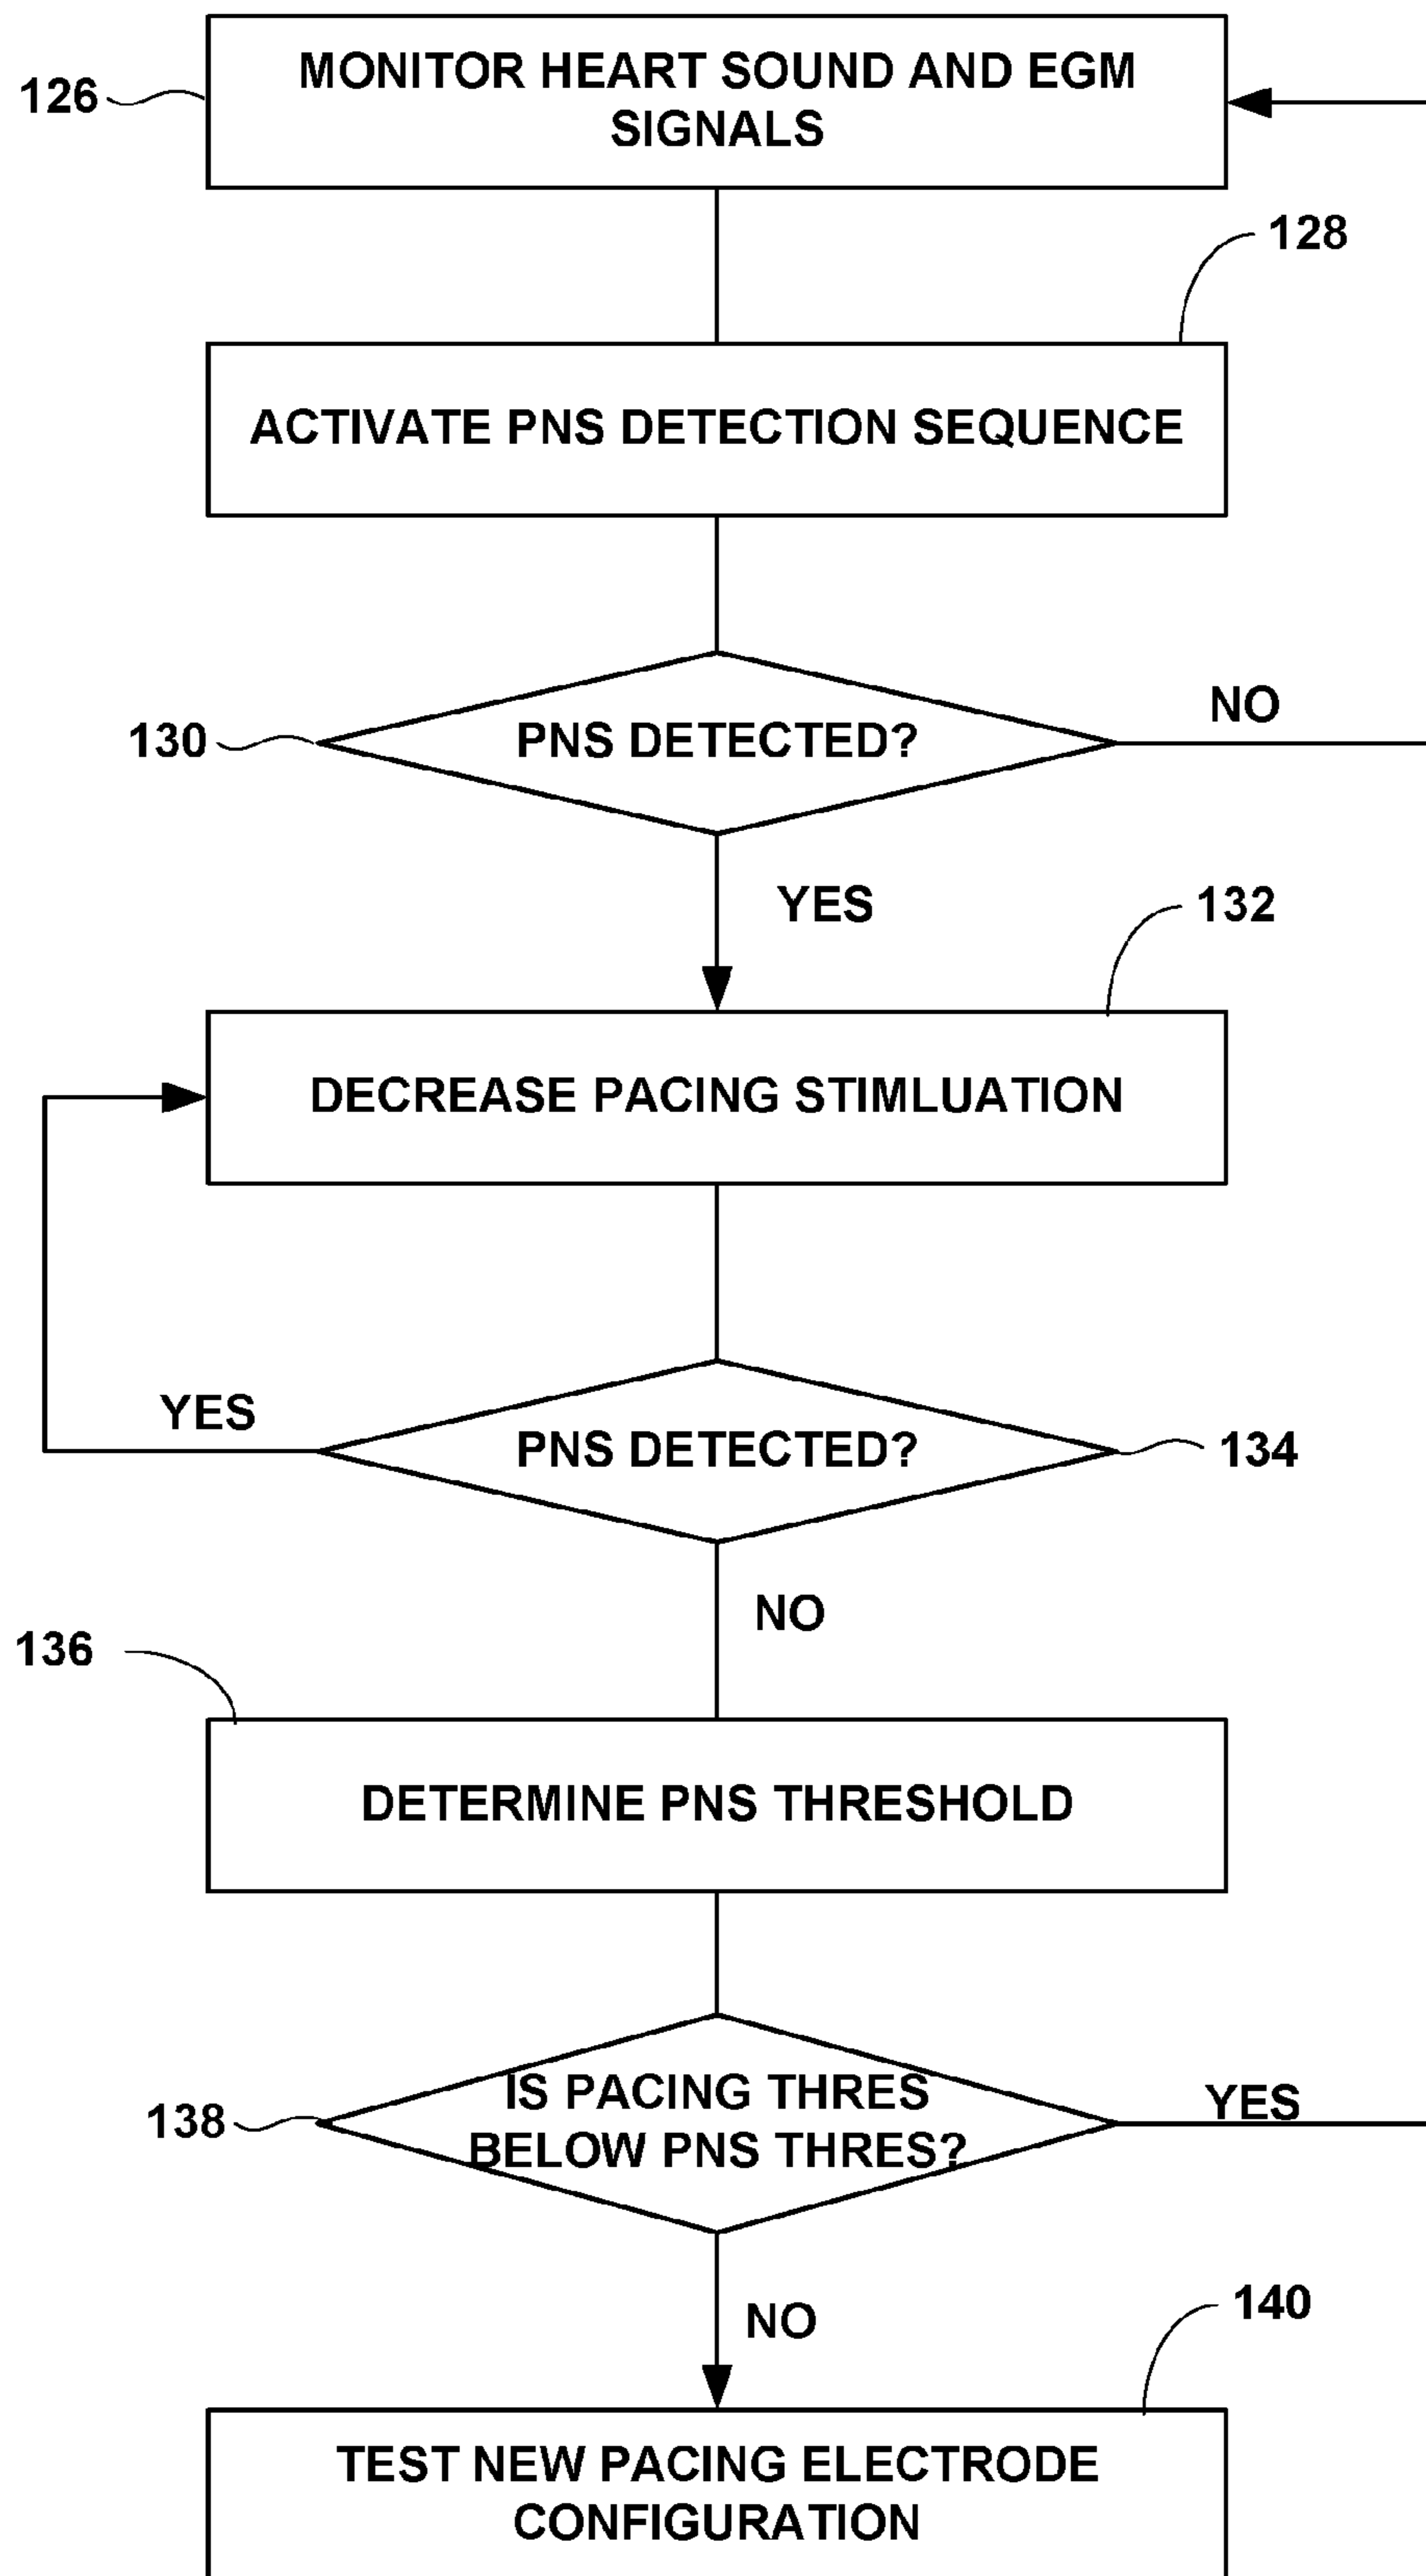 MONITOR HEART SOUND AND EGM
SIGNALS
126
128
ACTIVATE PNS DETECTION SEQUENCE
NO
130
PNS DETECTED?
YES
132
DECREASE PACING STIMLUATION
YES
PNS DETECTED?
134
NO
136
DETERMINE PNS THRESHOLD
IS PACING THRES
BELOW PNS THRES?
138
YES
NO
140
TEST NEW PACING ELECTRODE
CONFIGURATION